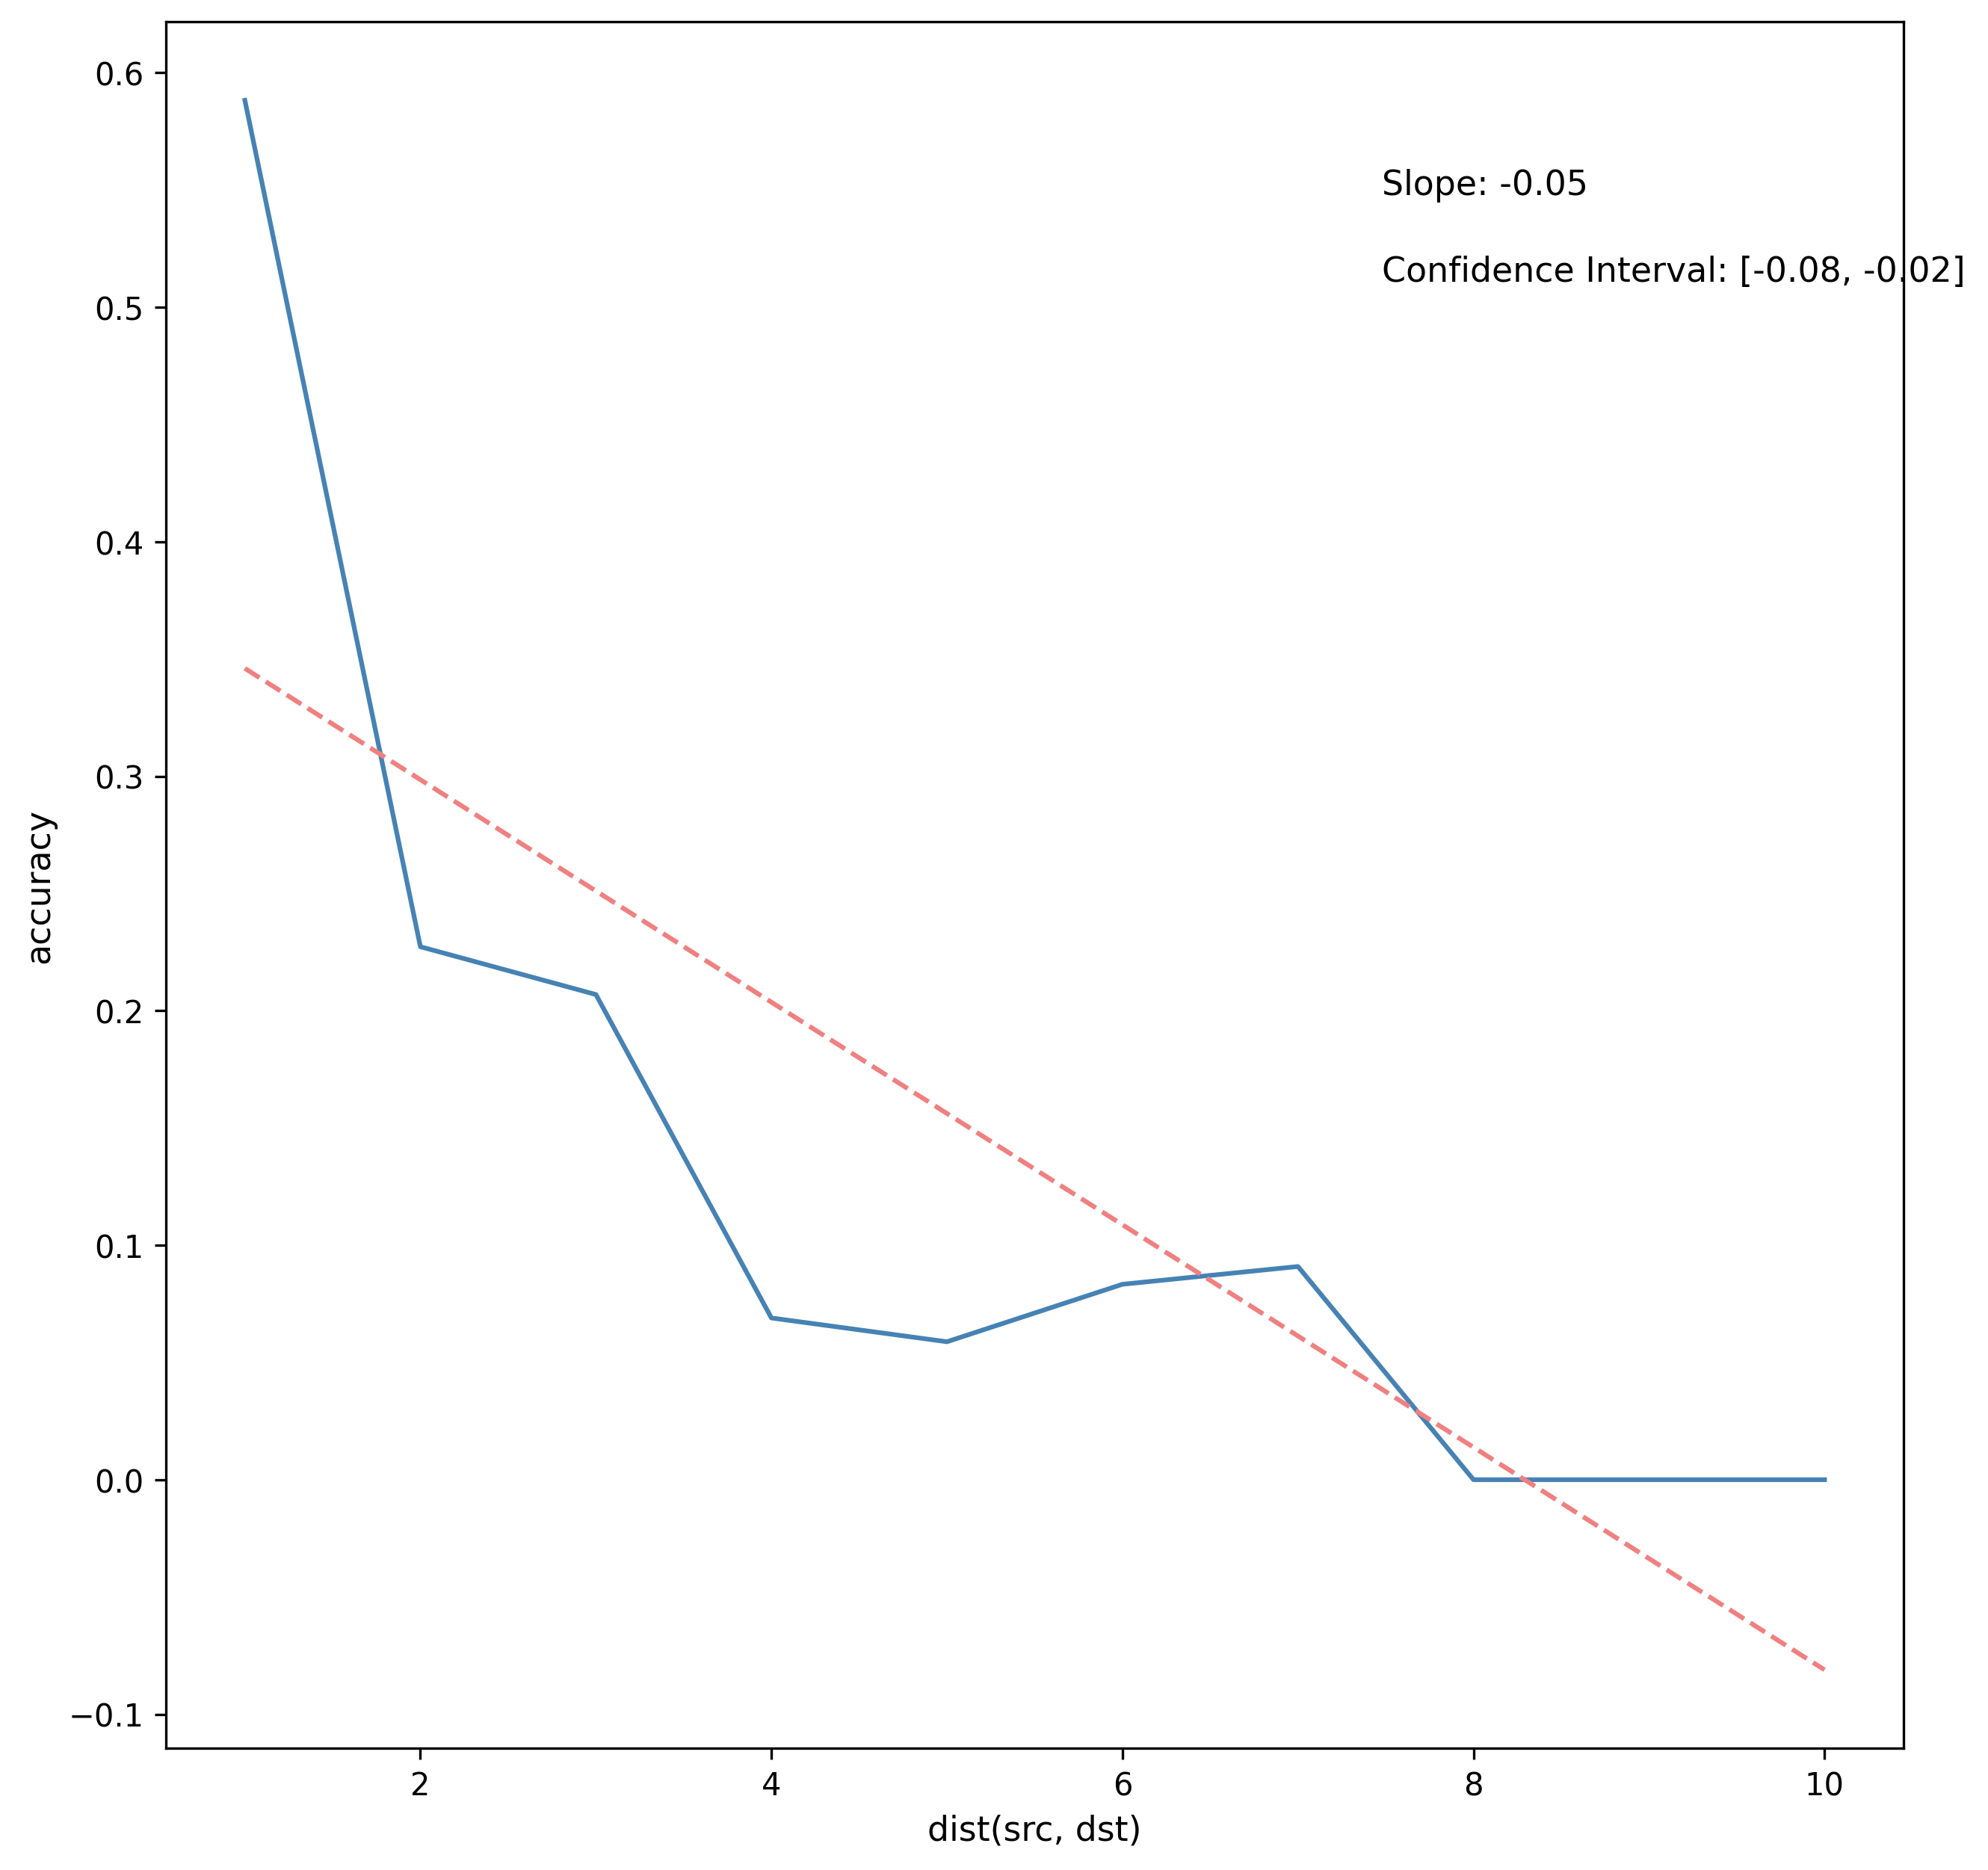 0.6
0.5
0.4
0.3
0.2
0.1
0.0
−0.1
accuracy
Slope: -0.05
Confidence Interval: [-0.08, -0.02]
2 4 6 8 10
dist(src, dst)